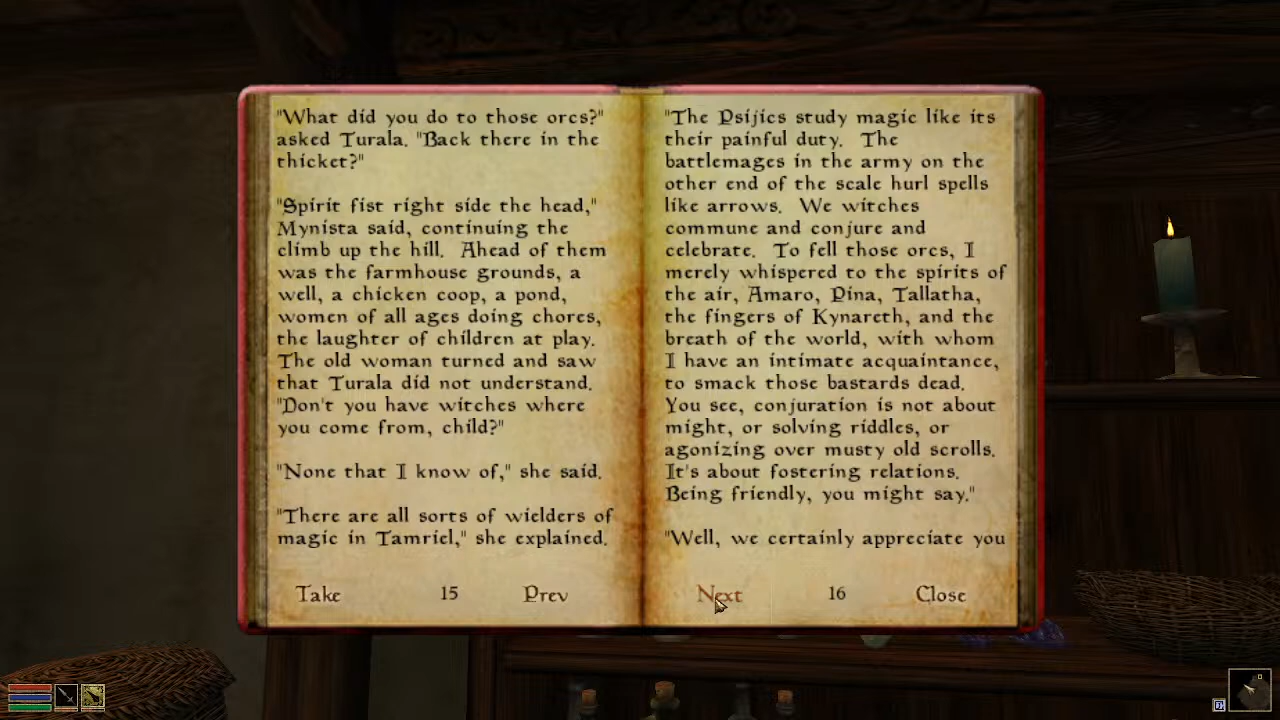 "What did you do to those orcs?"
asked Turala. "Back there in the
thicket?"
"Spirit fist right side the head,"
Mynista said, continuing the
climb up the hill. Ahead of them
was the farmhouse grounds, a
well, a chicken coop, a pond,
women of all ages doing chores,
the laughter of children at play.
The old woman turned and saw
that Turala did not understand.
"Don't you have witches where
you come from, child?"
"None that I know of," she said.
"There are all sorts of wielders of
magic in Tamriel," she explained.
Take 15 Prev
"The Psijics study magic like its
their painful duty. The
battlemages in the army on the
other end of the scale hurl spells
like arrows. We witches
commune and conjure and
celebrate. To fell those orcs, I
merely whispered to the spirits of
the air, Amaro, Pina, Tallatha,
the fingers of Kynareth, and the
breath of the world, with whom
I have an intimate acquaintance,
to smack those bastards dead.
You see, conjuration is not about
might, or solving riddles, or
agonizing over musty old scrolls.
It's about fostering relations.
Being friendly, you might say."
"Well, we certainly appreciate you
Next 16 Close